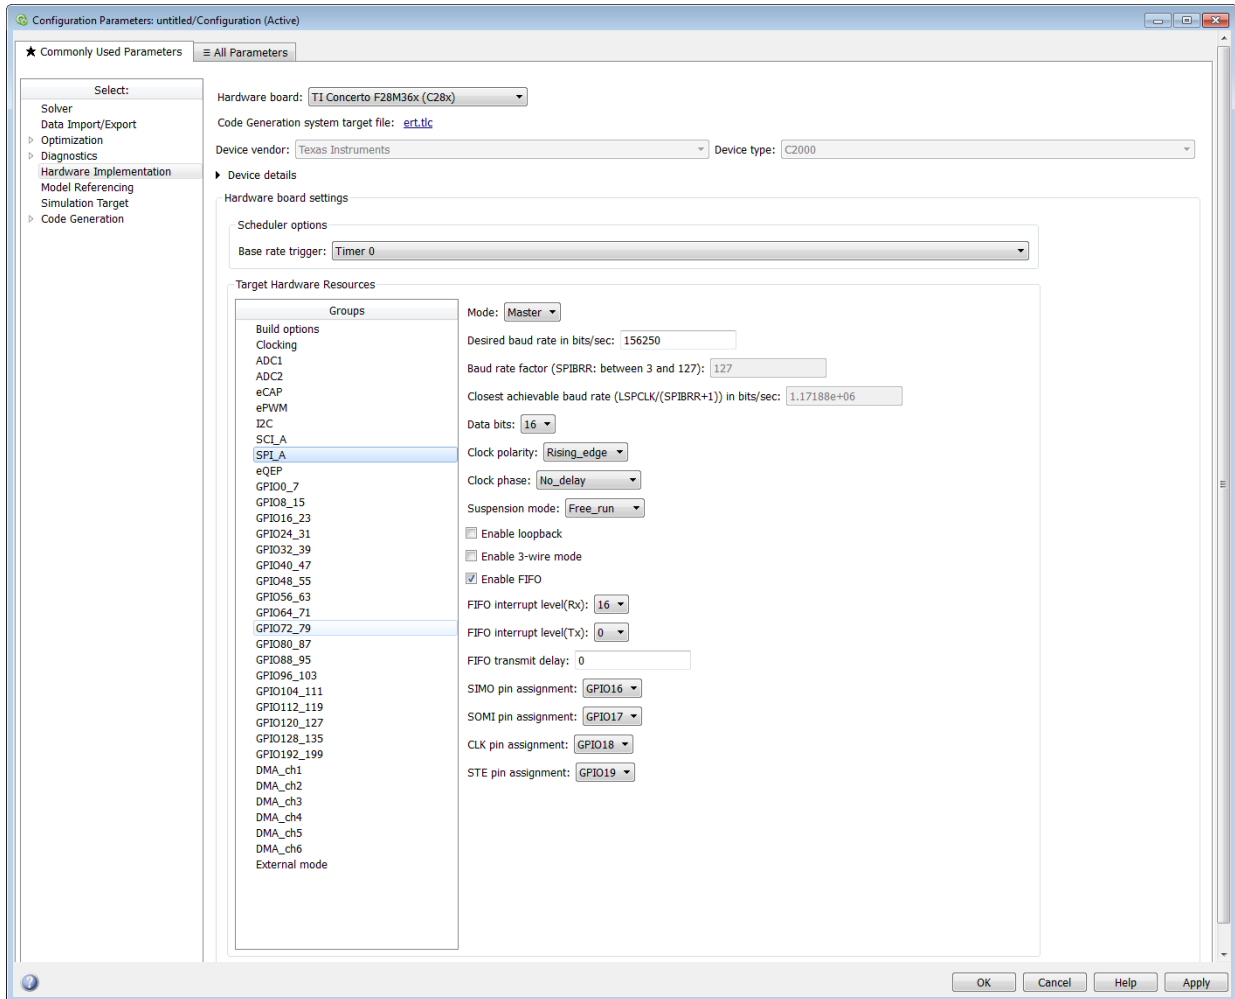 Configuration Parameters: untitled/Configuration (Active)
★ Commonly Used Parameters
≡ All Parameters
Select:
Solver
Data Import/Export
Optimization
Diagnostics
Hardware Implementation
Model Referencing
Simulation Target
Code Generation
Hardware board: TI Concerto F28M36x (C28x)
Code Generation system target file: ert.tlc
Device vendor: Texas Instruments Device type: C2000
Device details
Hardware board settings
Scheduler options
Base rate trigger: Timer 0
Target Hardware Resources
Groups
Build options
Clocking
ADC1
ADC2
eCAP
ePWM
I2C
SCI_A
SPI_A
eQEP
GPIO0_7
GPIO8_15
GPIO16_23
GPIO24_31
GPIO32_39
GPIO40_47
GPIO48_55
GPIO56_63
GPIO64_71
GPIO72_79
GPIO80_87
GPIO88_95
GPIO96_103
GPIO104_111
GPIO112_119
GPIO120_127
GPIO128_135
GPIO192_199
DMA_ch1
DMA_ch2
DMA_ch3
DMA_ch4
DMA_ch5
DMA_ch6
External mode
Mode: Master
Desired baud rate in bits/sec: 156250
Baud rate factor (SPIBRR: between 3 and 127): 127
Closest achievable baud rate (LSPCLK/(SPIBRR+1)) in bits/sec: 1.17188e+06
Data bits: 16
Clock polarity: Rising_edge
Clock phase: No_delay
Suspension mode: Free_run
Enable loopback
Enable 3-wire mode
Enable FIFO
FIFO interrupt level(Rx): 16
FIFO interrupt level(Tx): 0
FIFO transmit delay: 0
SIMO pin assignment: GPIO16
SOMI pin assignment: GPIO17
CLK pin assignment: GPIO18
STE pin assignment: GPIO19
OK Cancel Help Apply